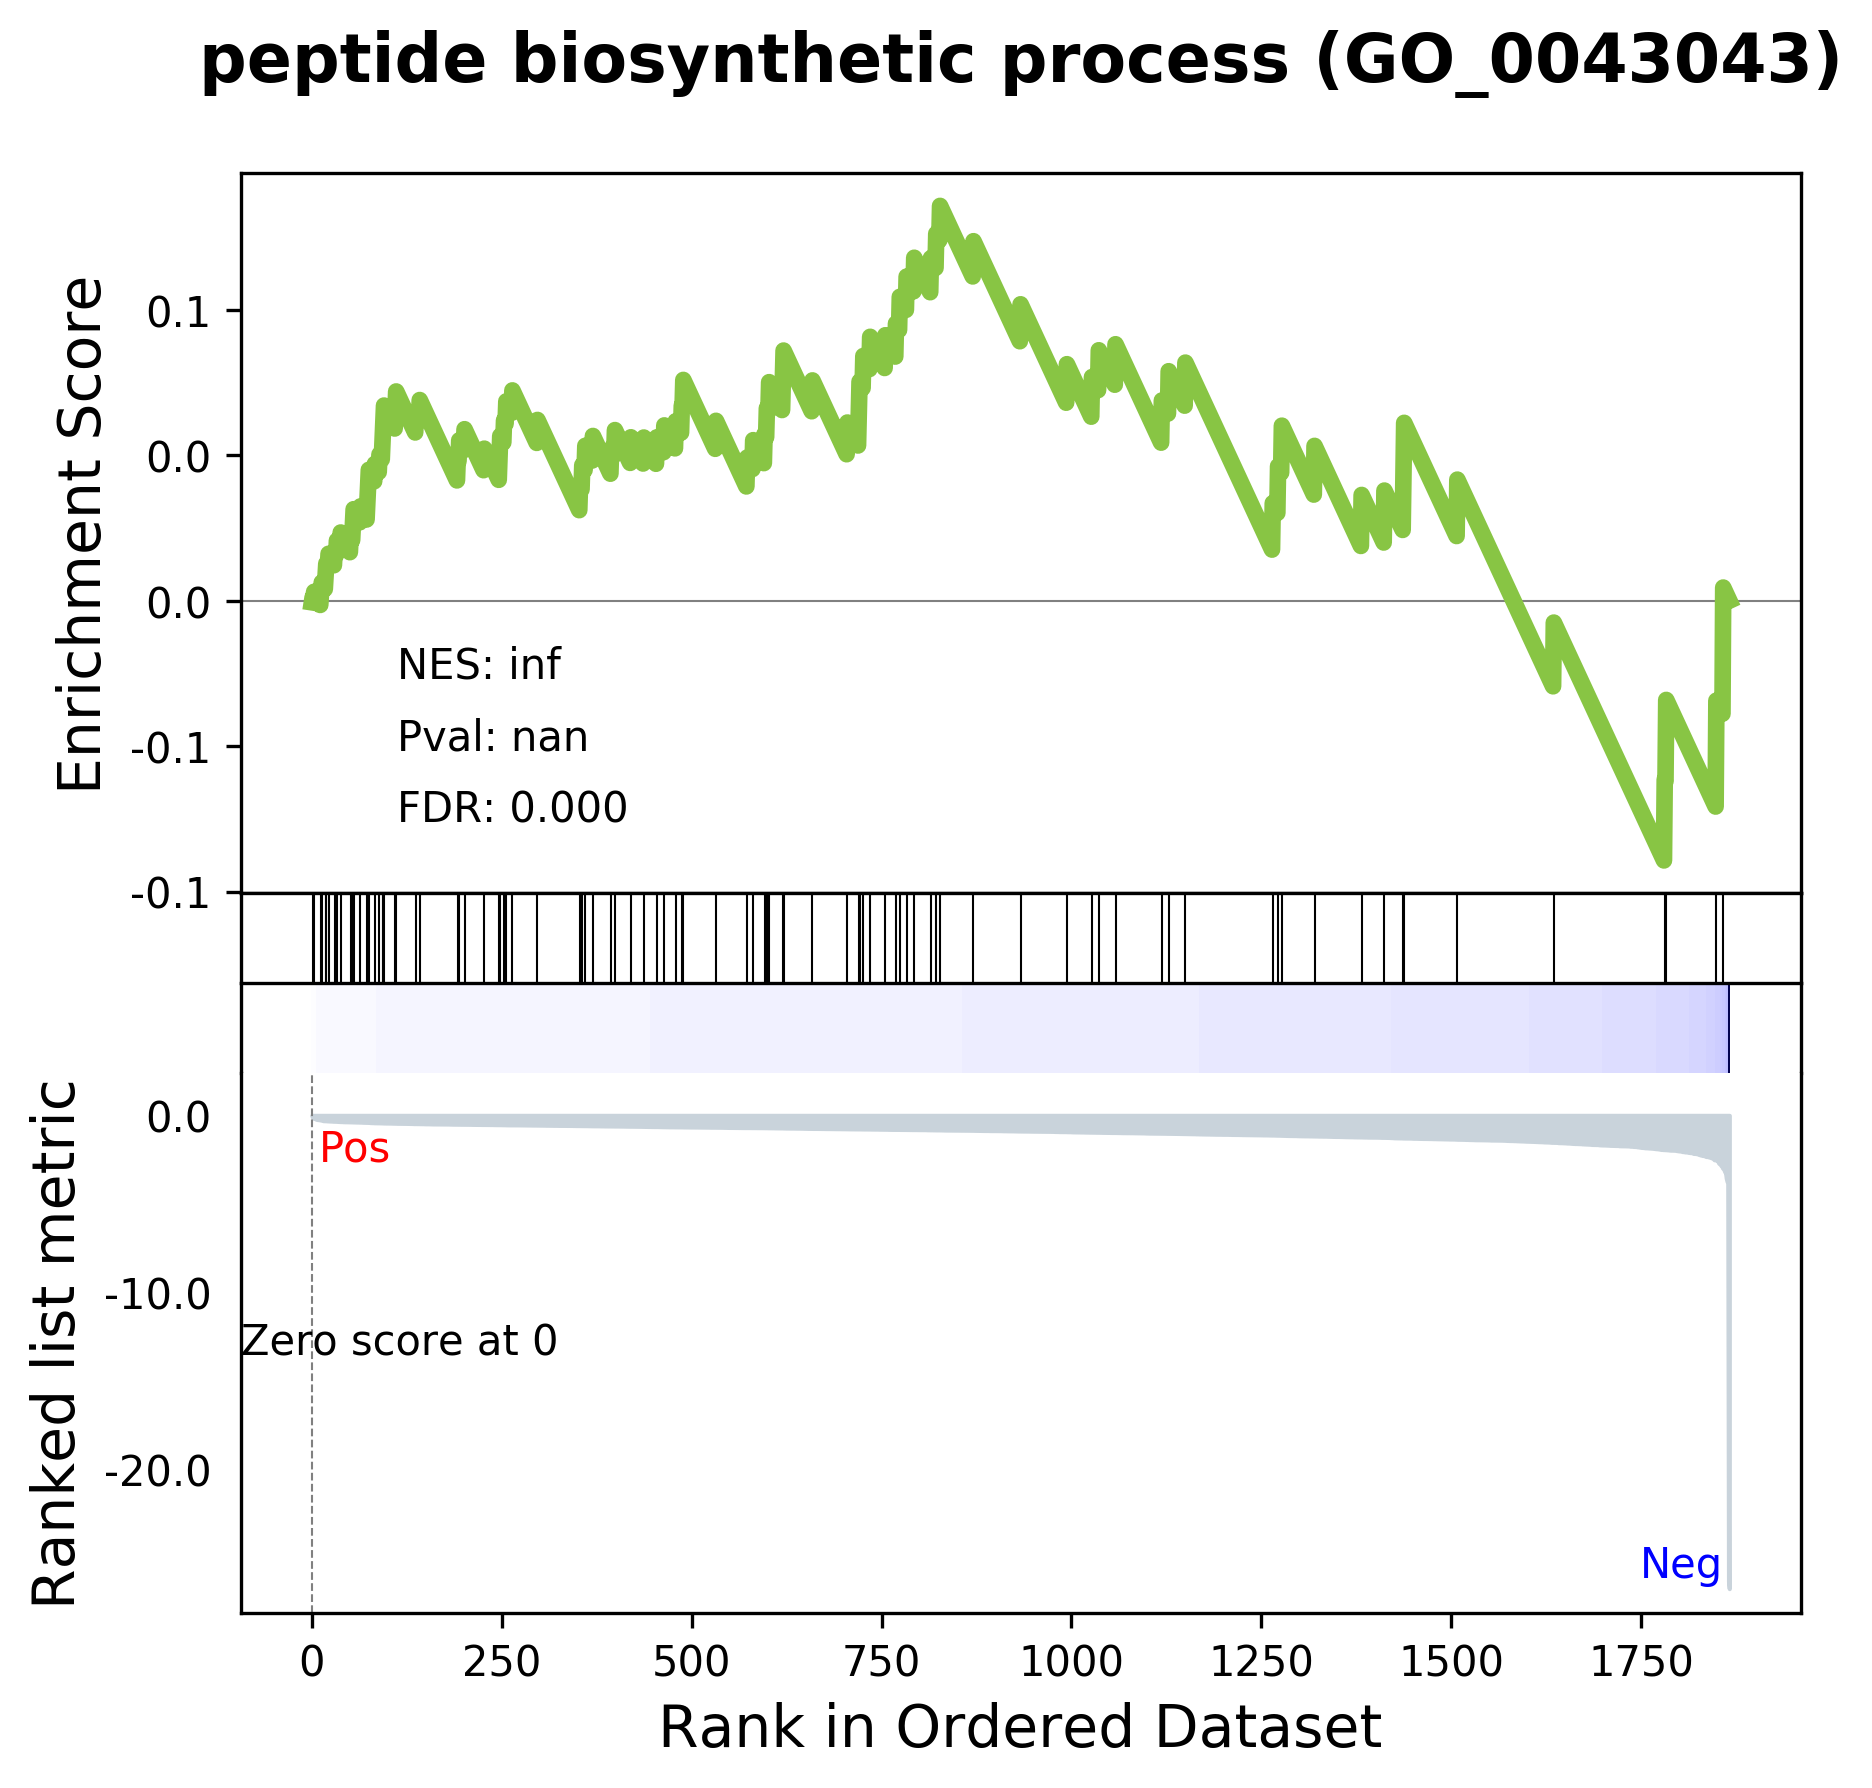 peptide biosynthetic process (GO_0043043)
Enrichment Score
0.1
0.0
0.0
-0.1
-0.1
NES: inf
Pval: nan
FDR: 0.000
Ranked list metric
0.0
-10.0
-20.0
Pos
Zero score at 0
Neg
0 250 500 750 1000 1250 1500 1750
Rank in Ordered Dataset